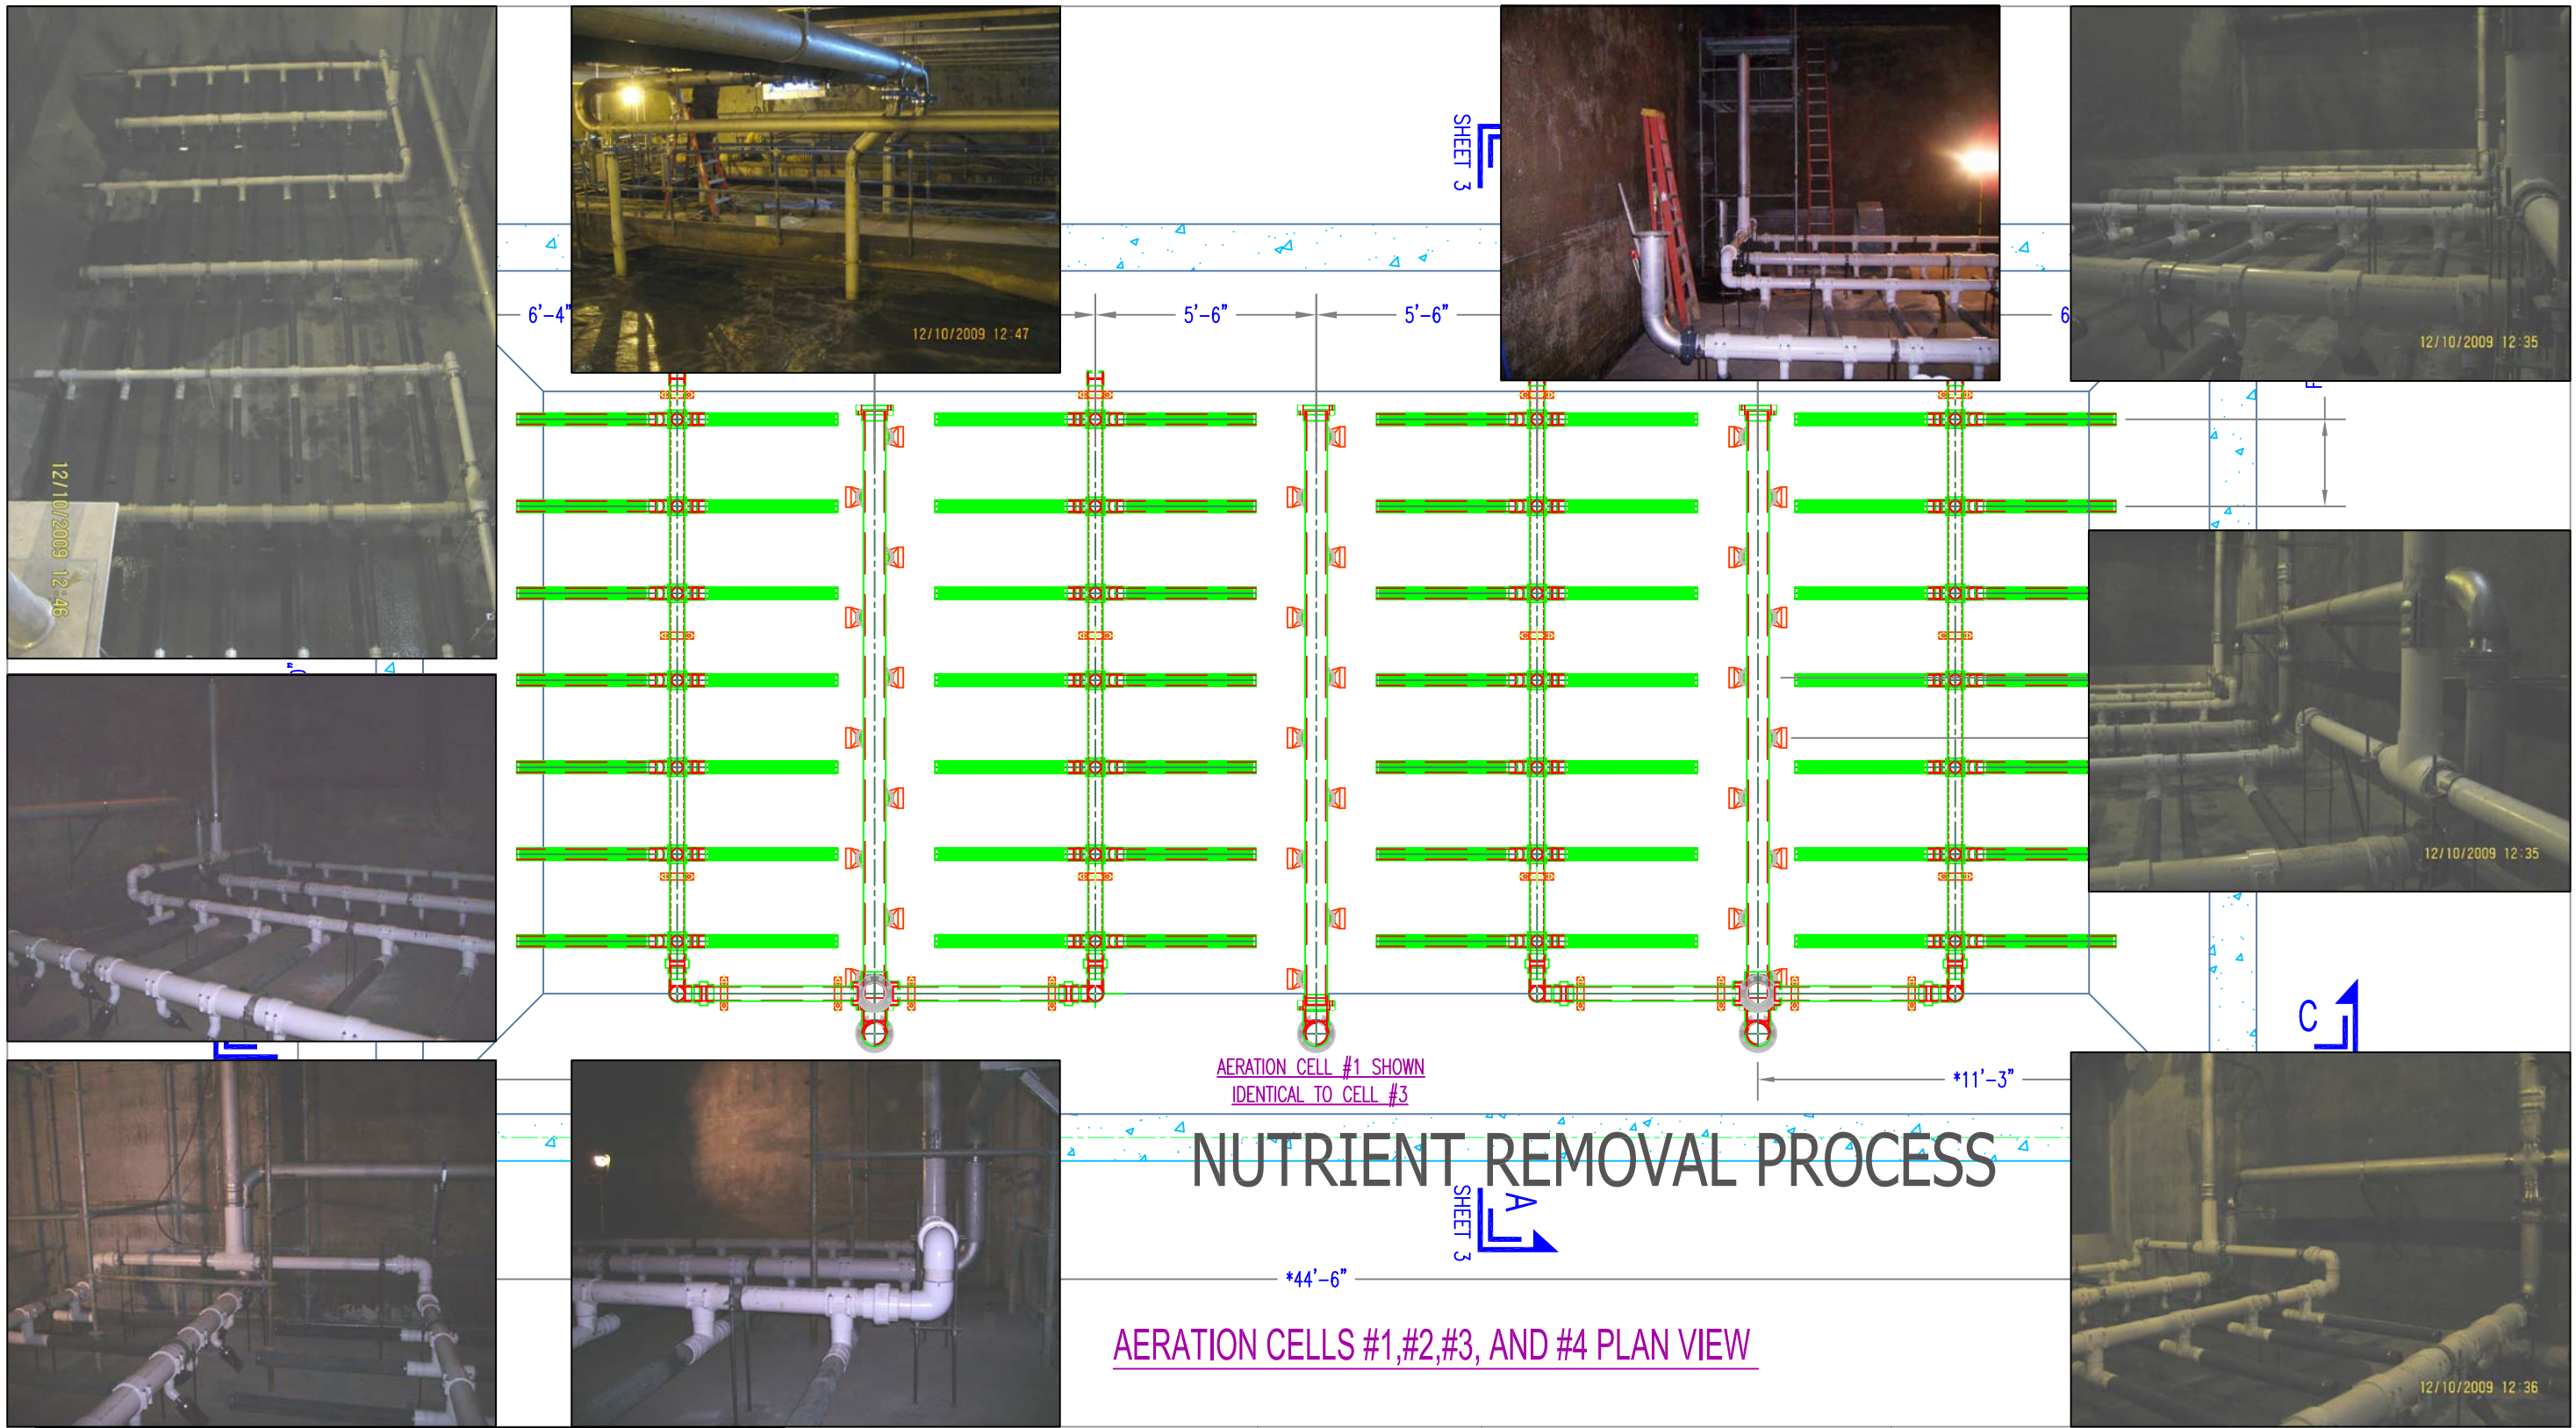 12/10/2009 12:47
SHEET 3
12/10/2009 12:35
6'-4"
5'-6"
5'-6"
12/10/2009 12:46
12/10/2009 12:35
AERATION CELL #1 SHOWN
IDENTICAL TO CELL #3
C
*11'-3"
NUTRIENT REMOVAL PROCESS
A
SHEET 3
*44'-6"
AERATION CELLS #1,#2,#3, AND #4 PLAN VIEW
12/10/2009 12:36